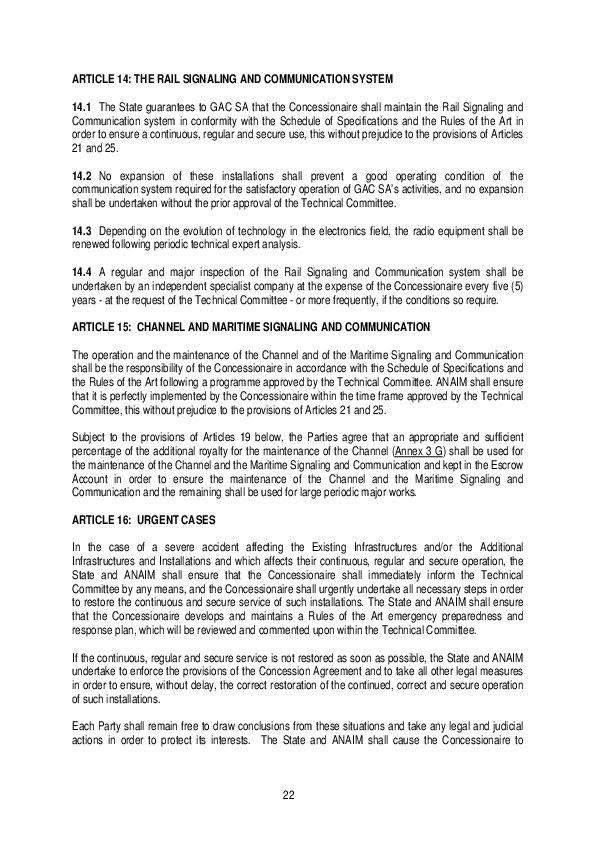 ARTICLE 14: THE RAIL SIGNALING AND COMMUNICATION SYSTEM
14.1 The State guarantees to GAC SA that the Concessionaire shall maintain the Rail Signaling and
Communication system in conformity with the Schedule of Specifications and the Rules of the Art in
order to ensure a continuous, regular and secure use, this without prejudice to the provisions of Articles
21 and 25.
14.2 No expansion of these installations shall prevent a good operating condition of the
communication system required for the satisfactory operation of GAC SA's activities, and no expansion
shall be undertaken without the prior approval of the Technical Committee.
14.3 Depending on the evolution of technology in the electronics field, the radio equipment shall be
renewed following periodic technical expert analysis.
14.4 A regular and major inspection of the Rail Signaling and Communication system shall be
undertaken by an independent specialist company at the expense of the Concessionaire every five (5)
years - at the request of the Technical Committee - or more frequently, if the conditions so require.
ARTICLE 15: CHANNEL AND MARITIME SIGNALING AND COMMUNICATION
The operation and the maintenance of the Channel and of the Maritime Signaling and Communication
shall be the responsibility of the Concessionaire in accordance with the Schedule of Specifications and
the Rules of the Art following a programme approved by the Technical Committee. ANAIM shall ensure
that it is perfectly implemented by the Concessionaire within the time frame approved by the Technical
Committee, this without prejudice to the provisions of Articles 21 and 25.
Subject to the provisions of Articles 19 below, the Parties agree that an appropriate and sufficient
percentage of the additional royalty for the maintenance of the Channel (Annex 3 G) shall be used for
the maintenance of the Channel and the Maritime Signaling and Communication and kept in the Escrow
Account in order to ensure the maintenance of the Channel and the Maritime Signaling and
Communication and the remaining shall be used for large periodic major works.
ARTICLE 16: URGENT CASES
In the case of a severe accident affecting the Existing Infrastructures and/or the Additional
Infrastructures and Installations and which affects their continuous, regular and secure operation, the
State and ANAIM shall ensure that the Concessionaire shall immediately inform the Technical
Committee by any means, and the Concessionaire shall urgently undertake all necessary steps in order
to restore the continuous and secure service of such installations. The State and ANAIM shall ensure
that the Concessionaire develops and maintains a Rules of the Art emergency preparedness and
response plan, which will be reviewed and commented upon within the Technical Committee.
If the continuous, regular and secure service is not restored as soon as possible, the State and ANAIM
undertake to enforce the provisions of the Concession Agreement and to take all other legal measures
in order to ensure, without delay, the correct restoration of the continued, correct and secure operation
of such installations.
Each Party shall remain free to draw conclusions from these situations and take any legal and judicial
actions in order to protect its interests. The State and ANAIM shall cause the Concessionaire to
22